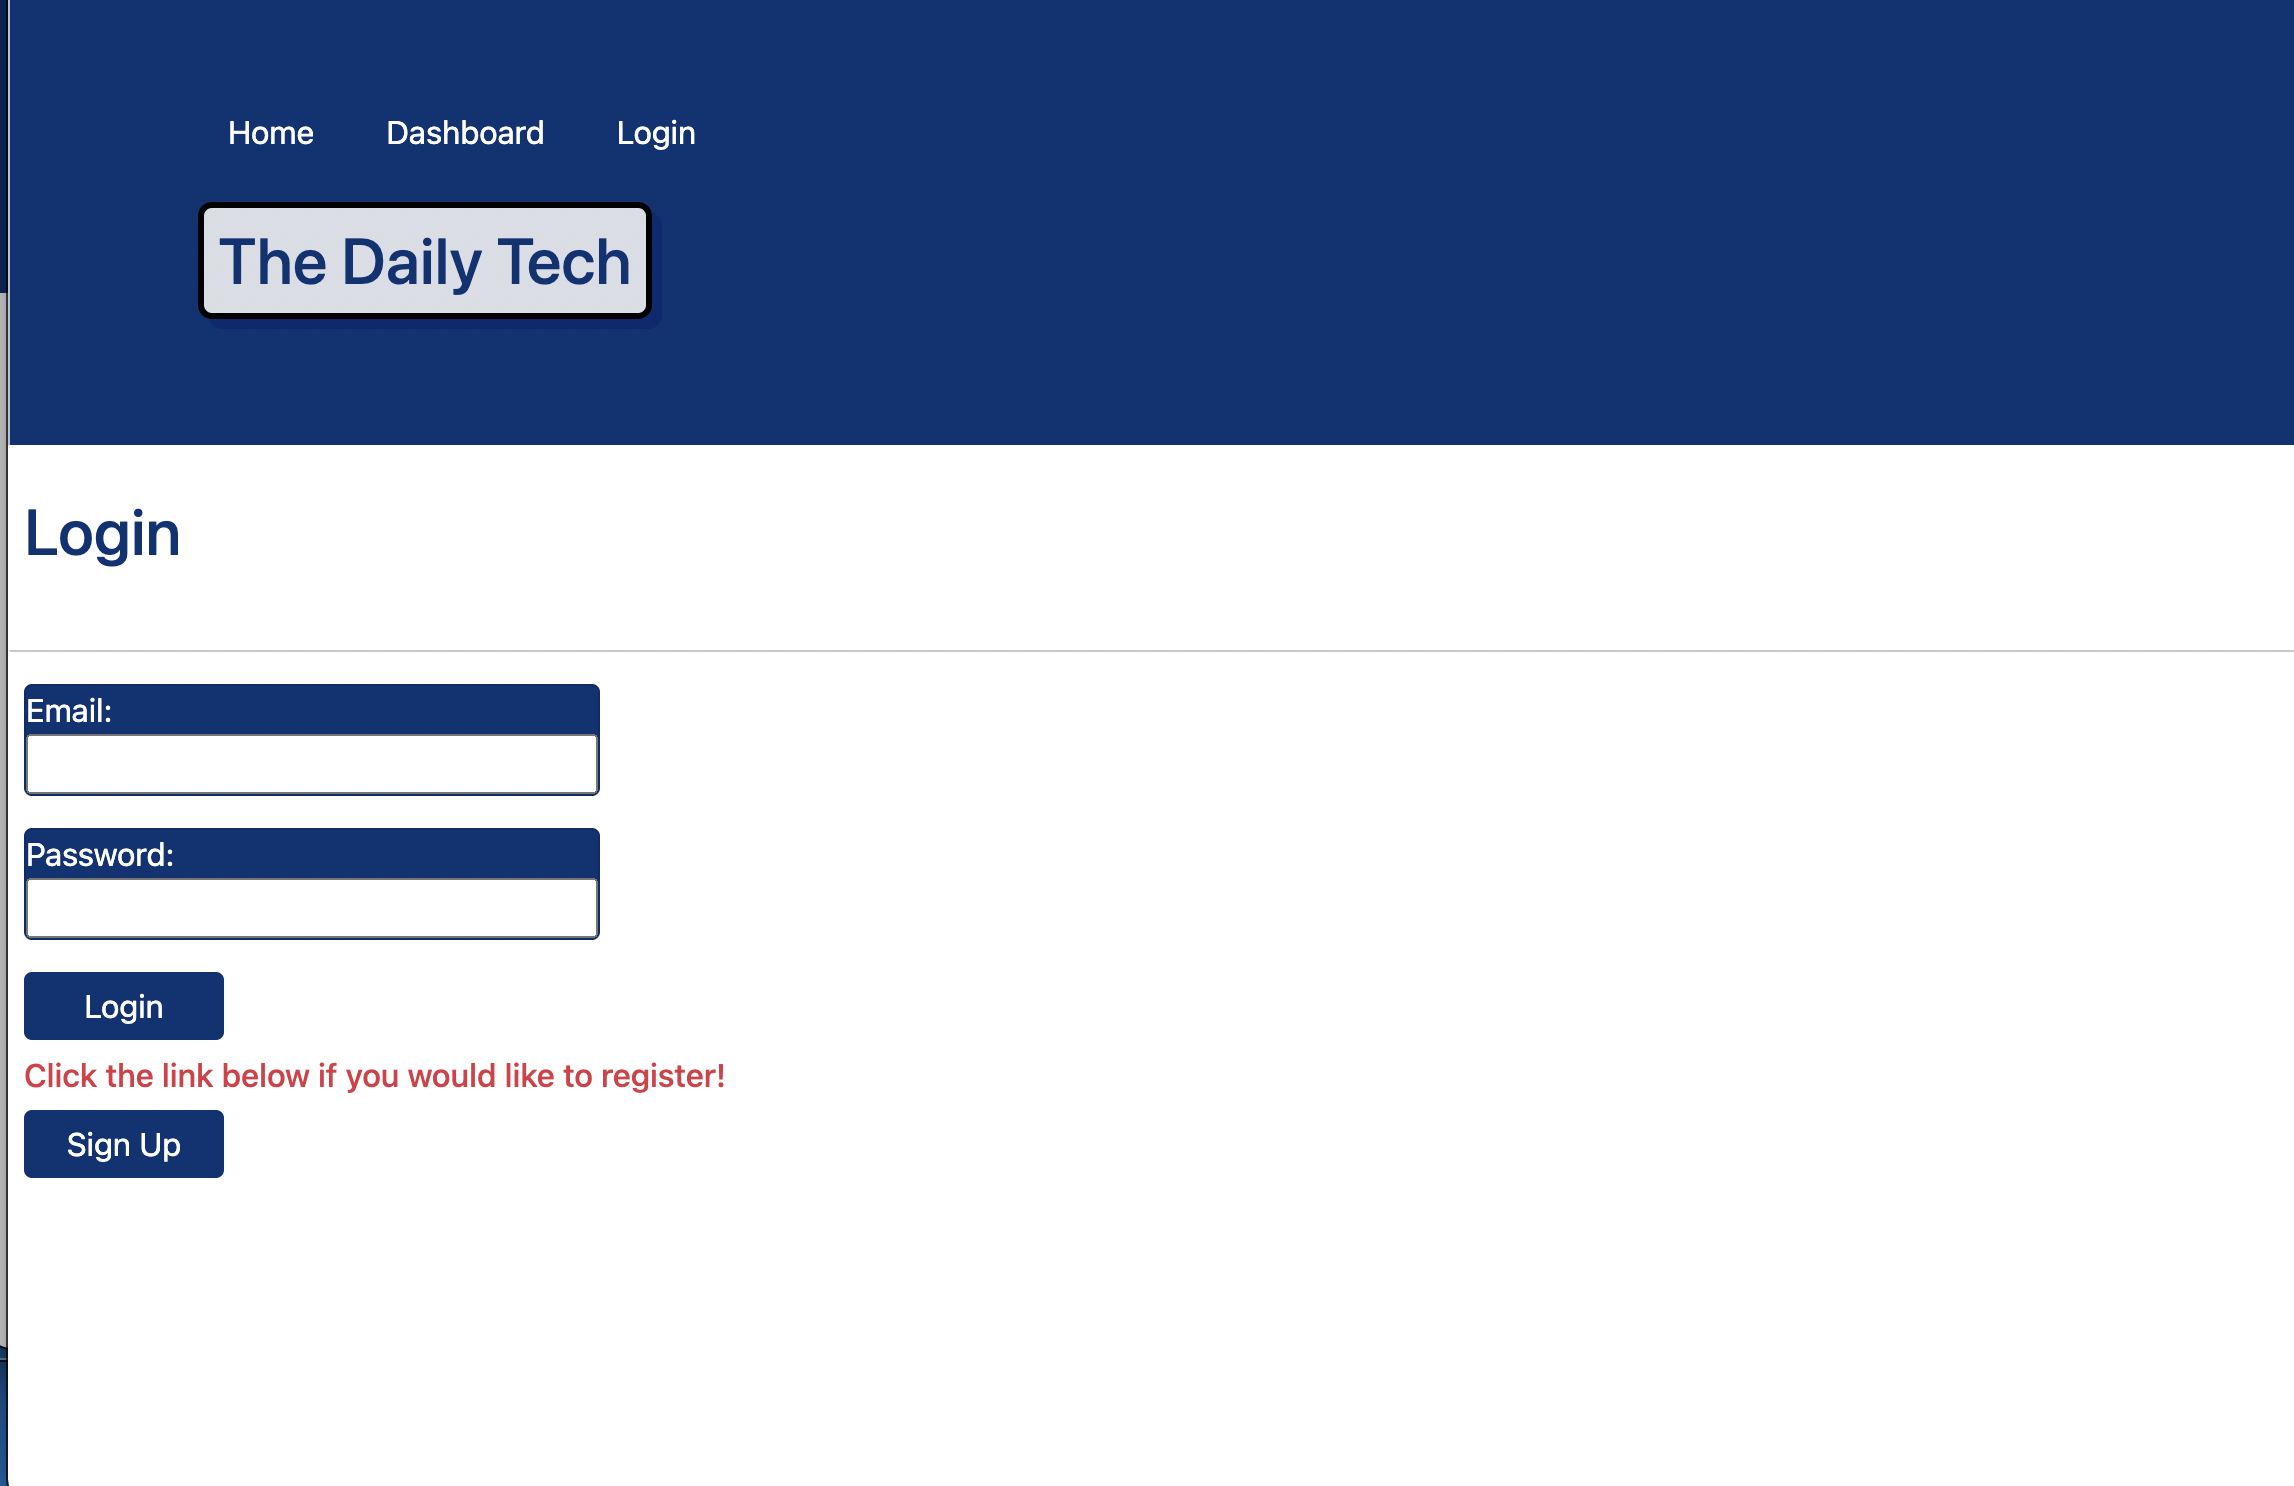 Home Dashboard Login
The Daily Tech
Login
Email:
Password:
Login
Click the link below if you would like to register!
Sign Up